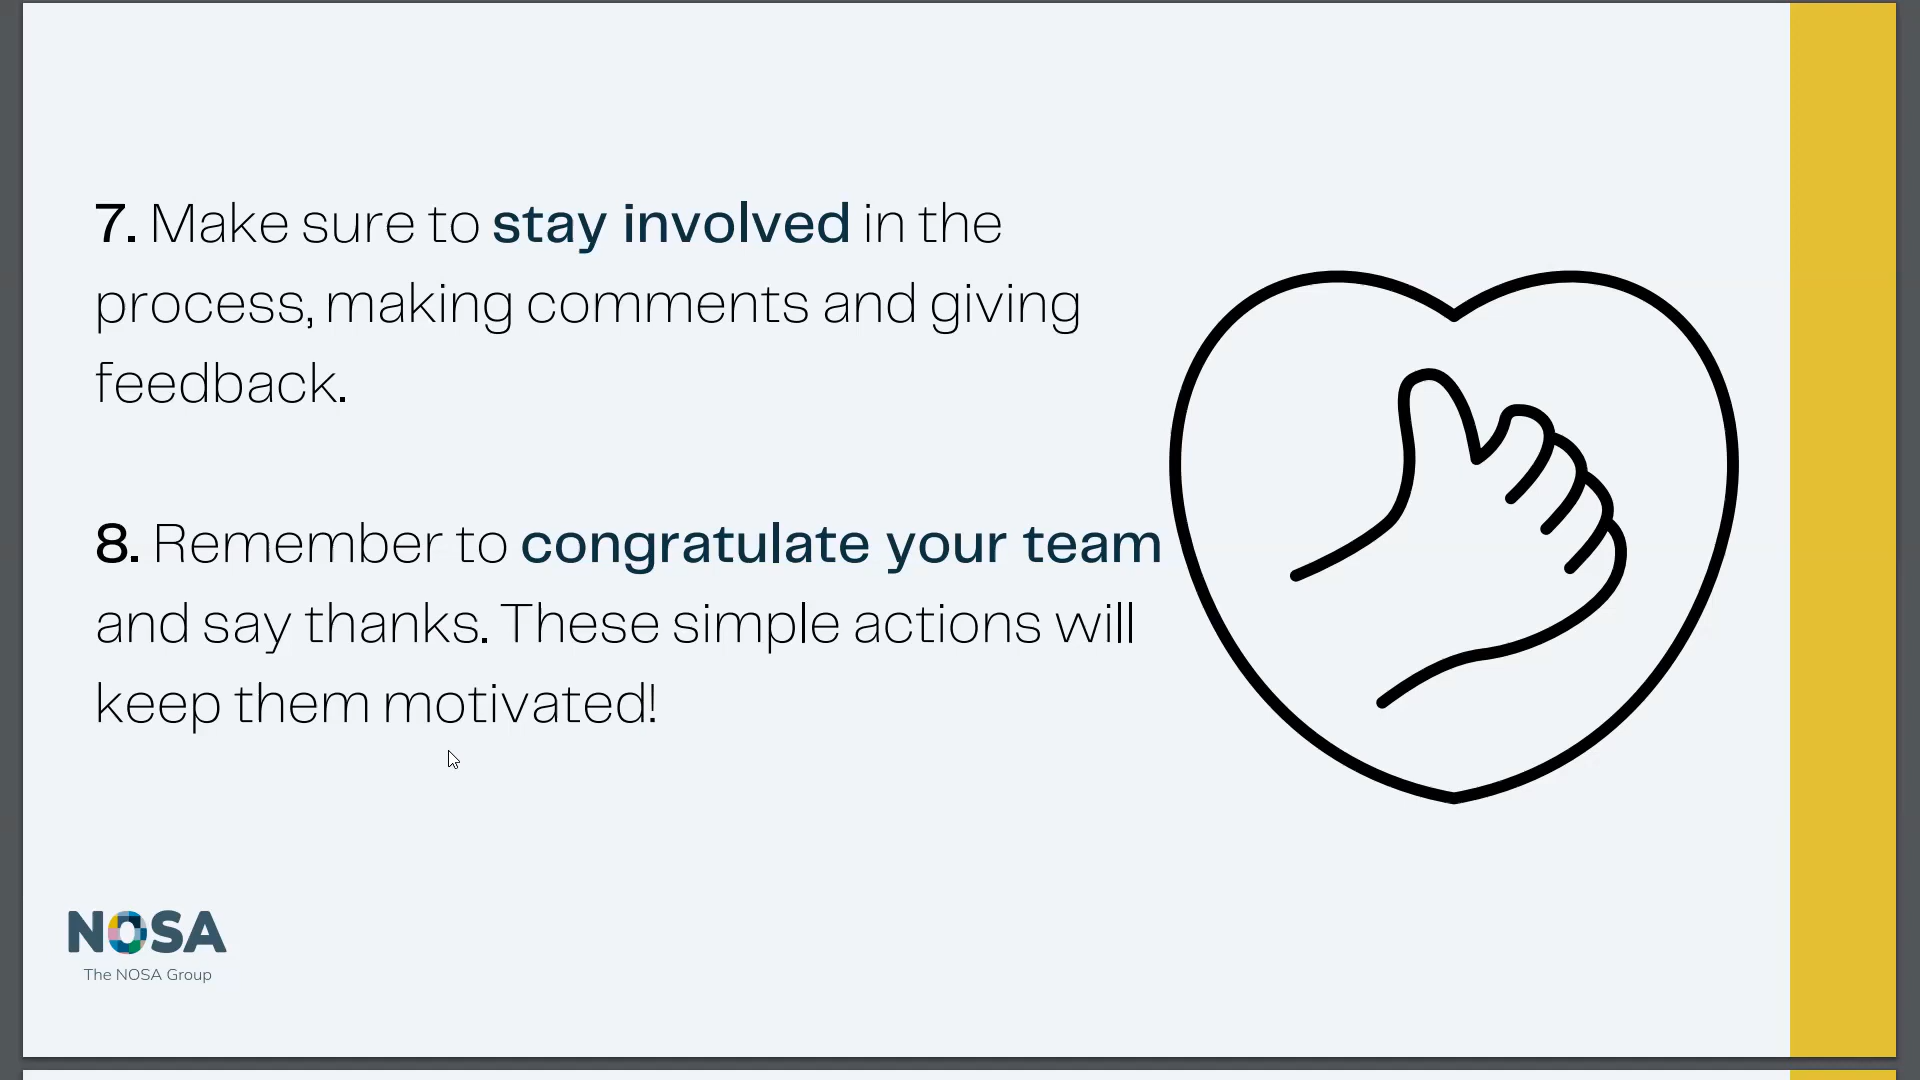 7. Make sure to stay involved in the
process, making comments and giving
feedback.
8. Remember to congratulate your team
and say thanks. These simple actions will
keep them motivated!
NOSA
The NOSA Group